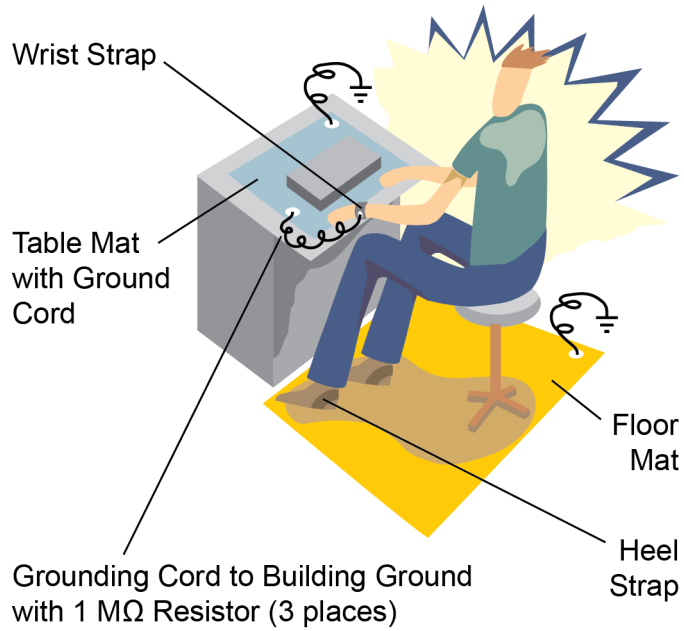 Wrist Strap
Table Mat
with Ground
Cord
Floor
Mat
Heel
Strap
Grounding Cord to Building Ground
with 1 MΩ Resistor (3 places)